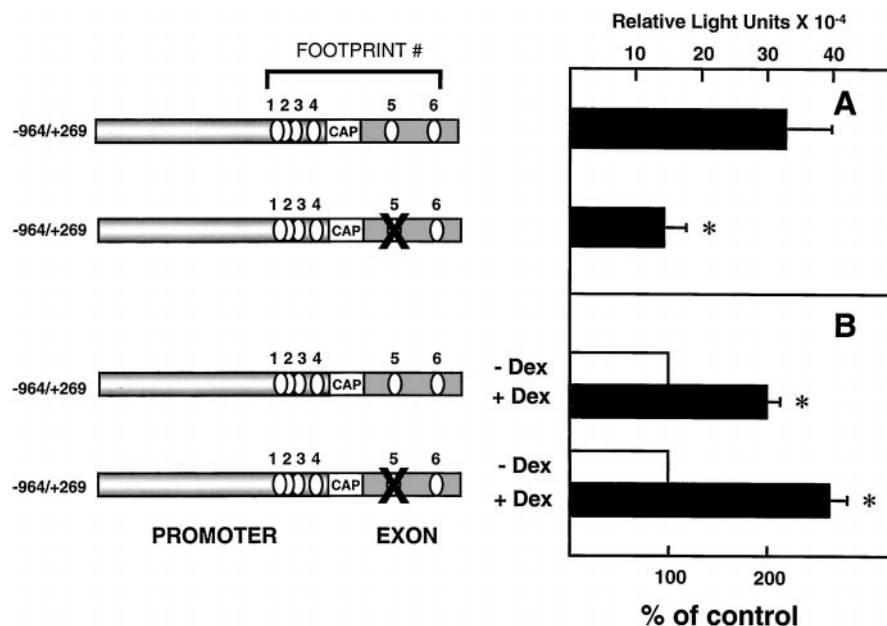 Relative Light Units X 10-4
10 20 30 40
FOOTPRINT #
A
1 2 3 4 5 6
-964/+269 CAP
1 2 3 4 5 6
-964/+269 CAP X *
B
1 2 3 4 5 6
-964/+269 CAP
- Dex
+ Dex *
1 2 3 4 5 6
-964/+269 CAP X
- Dex
+ Dex *
PROMOTER EXON
100 200
% of control